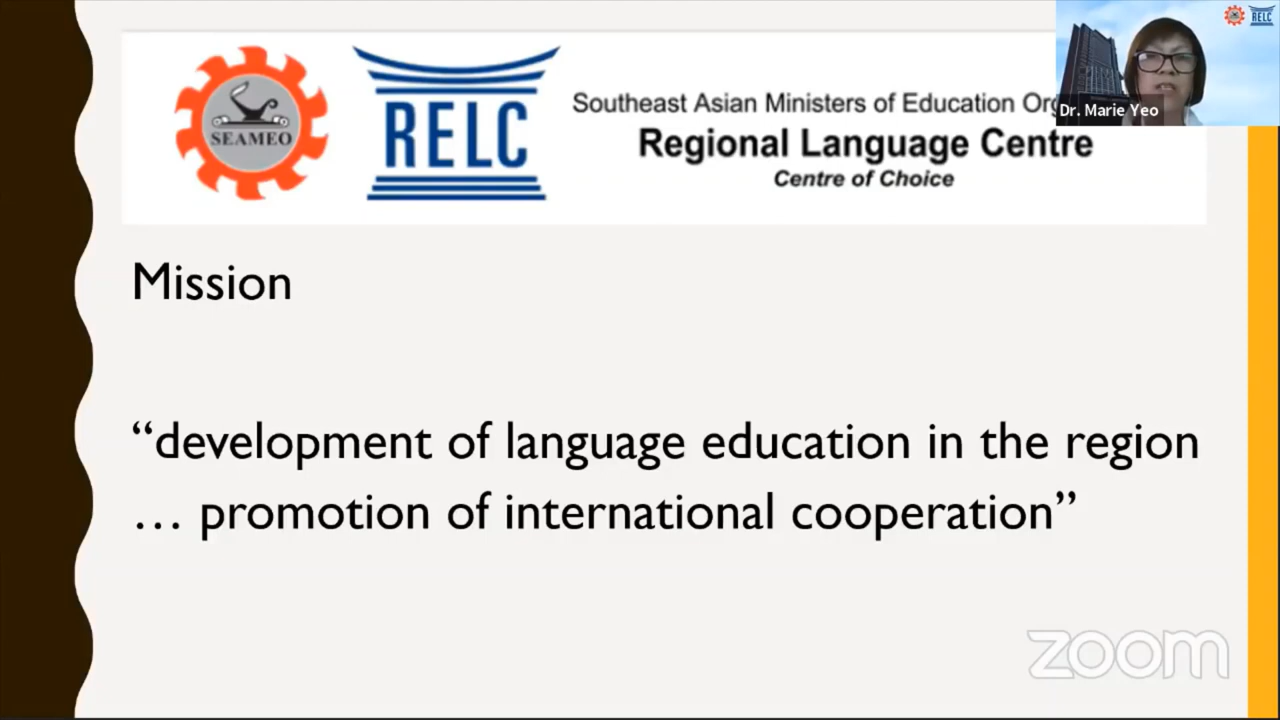 SEAMEO
RELC
Southeast Asian Ministers of Education
Regional Language Centre
Centre of Choice
RELC
Dr. Marie Yeo
Mission
“development of language education in the region
… promotion of international cooperation”
zoom